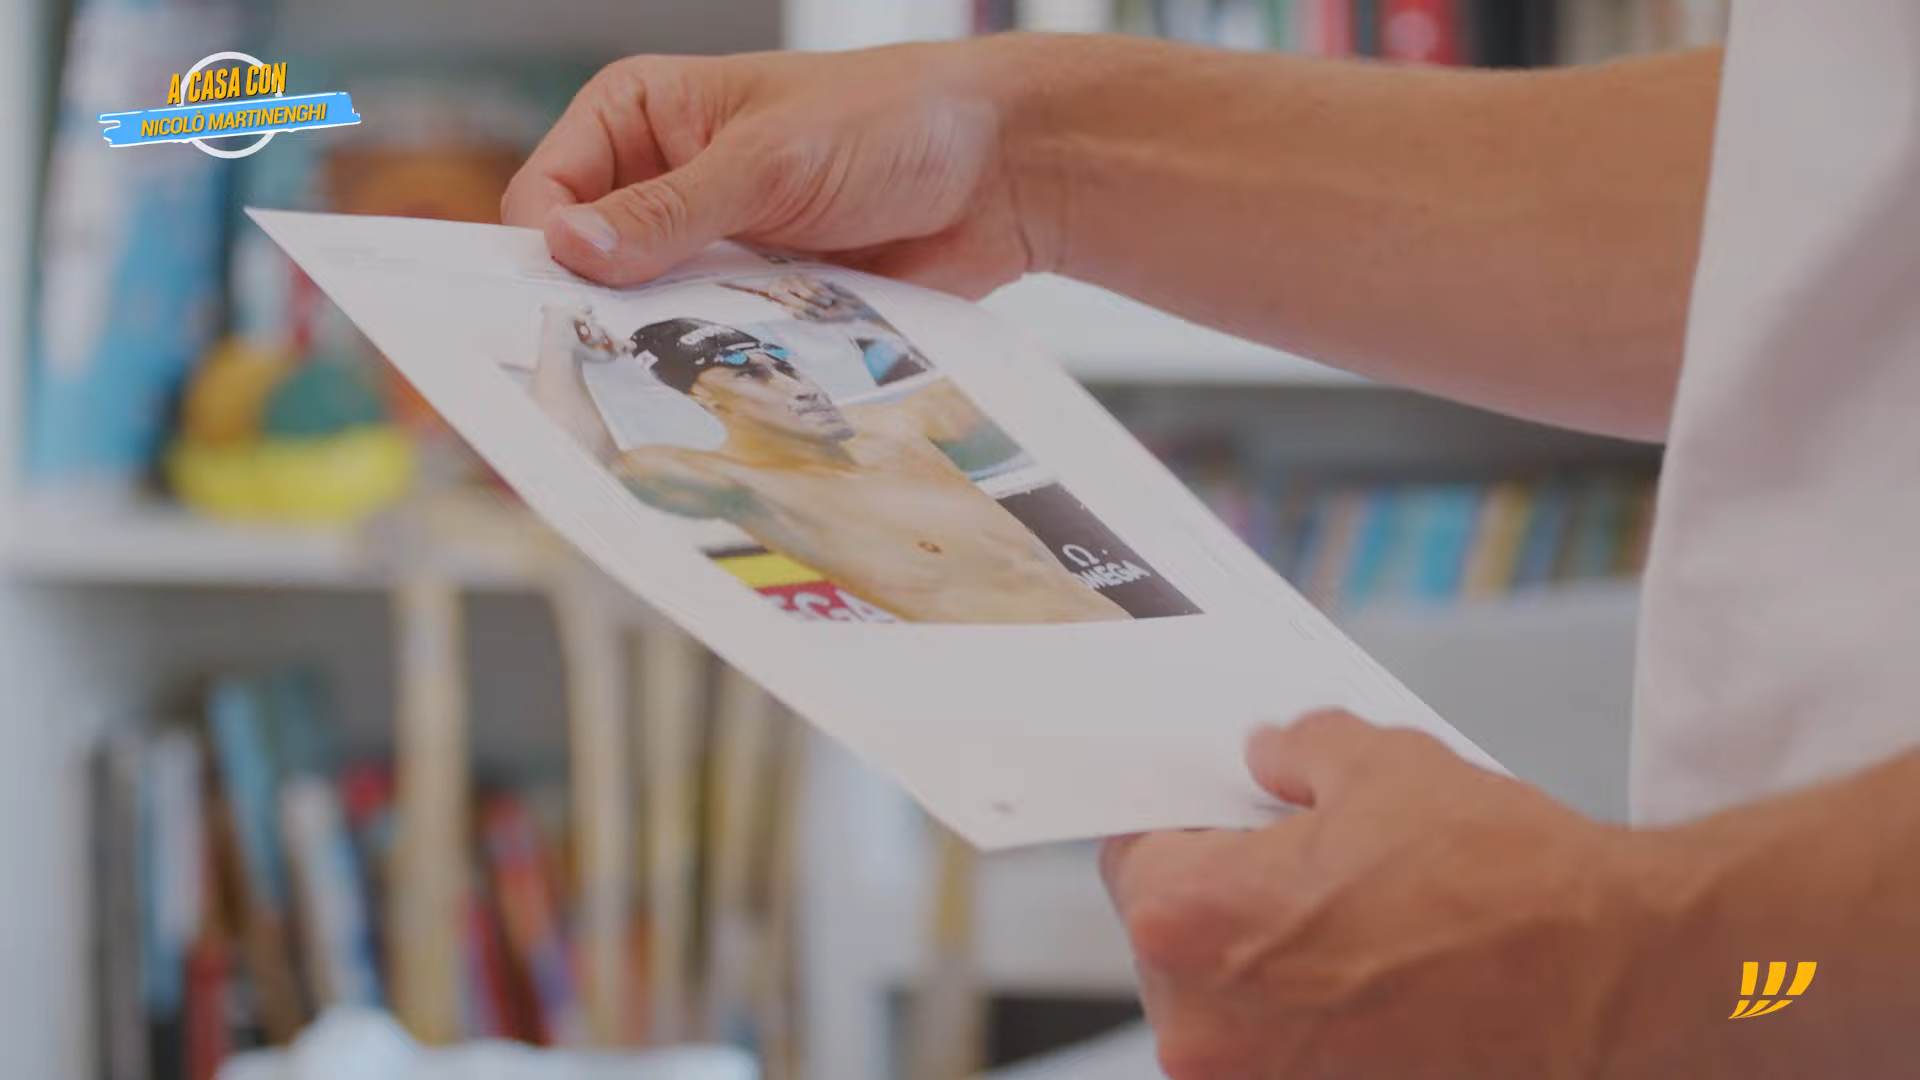 A CASA CON
NICOLÒ MARTINENGHI
Ω
OMEGA